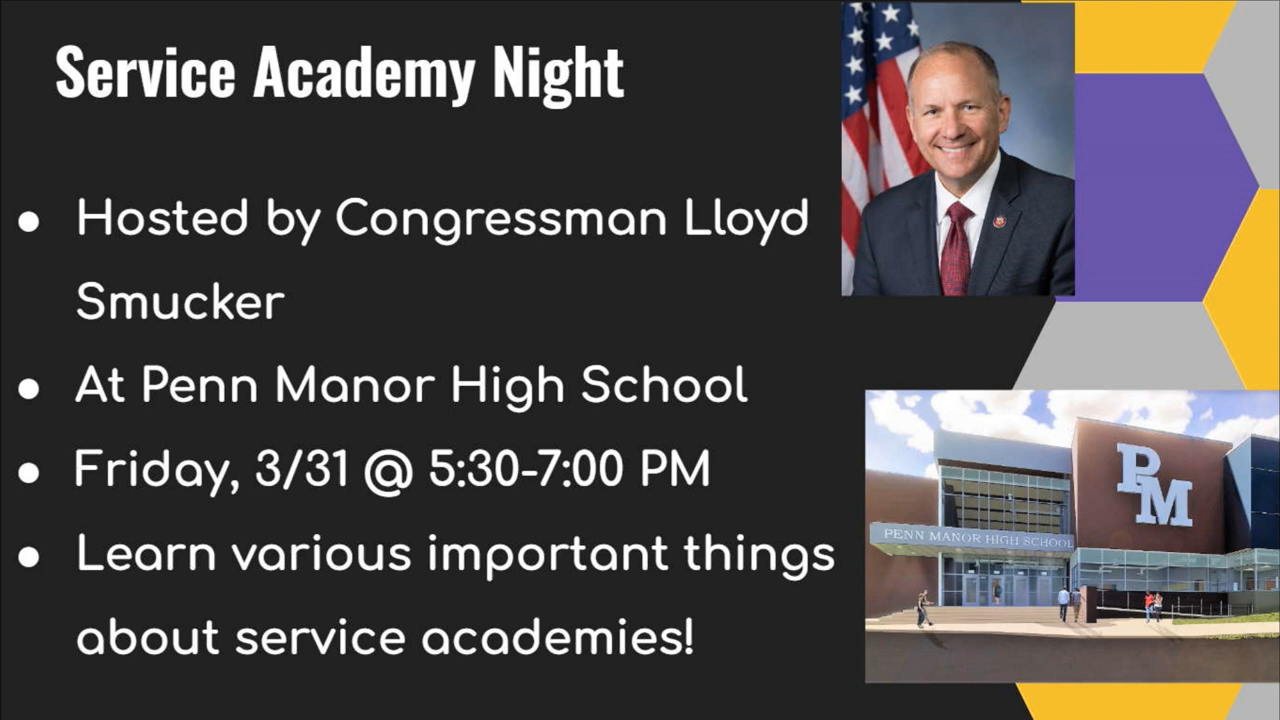 Service Academy Night
● Hosted by Congressman Lloyd
Smucker
● At Penn Manor High School
● Friday, 3/31 @ 5:30-7:00 PM
● Learn various important things
about service academies!
PM
PENN MANOR HIGH SCHOOL